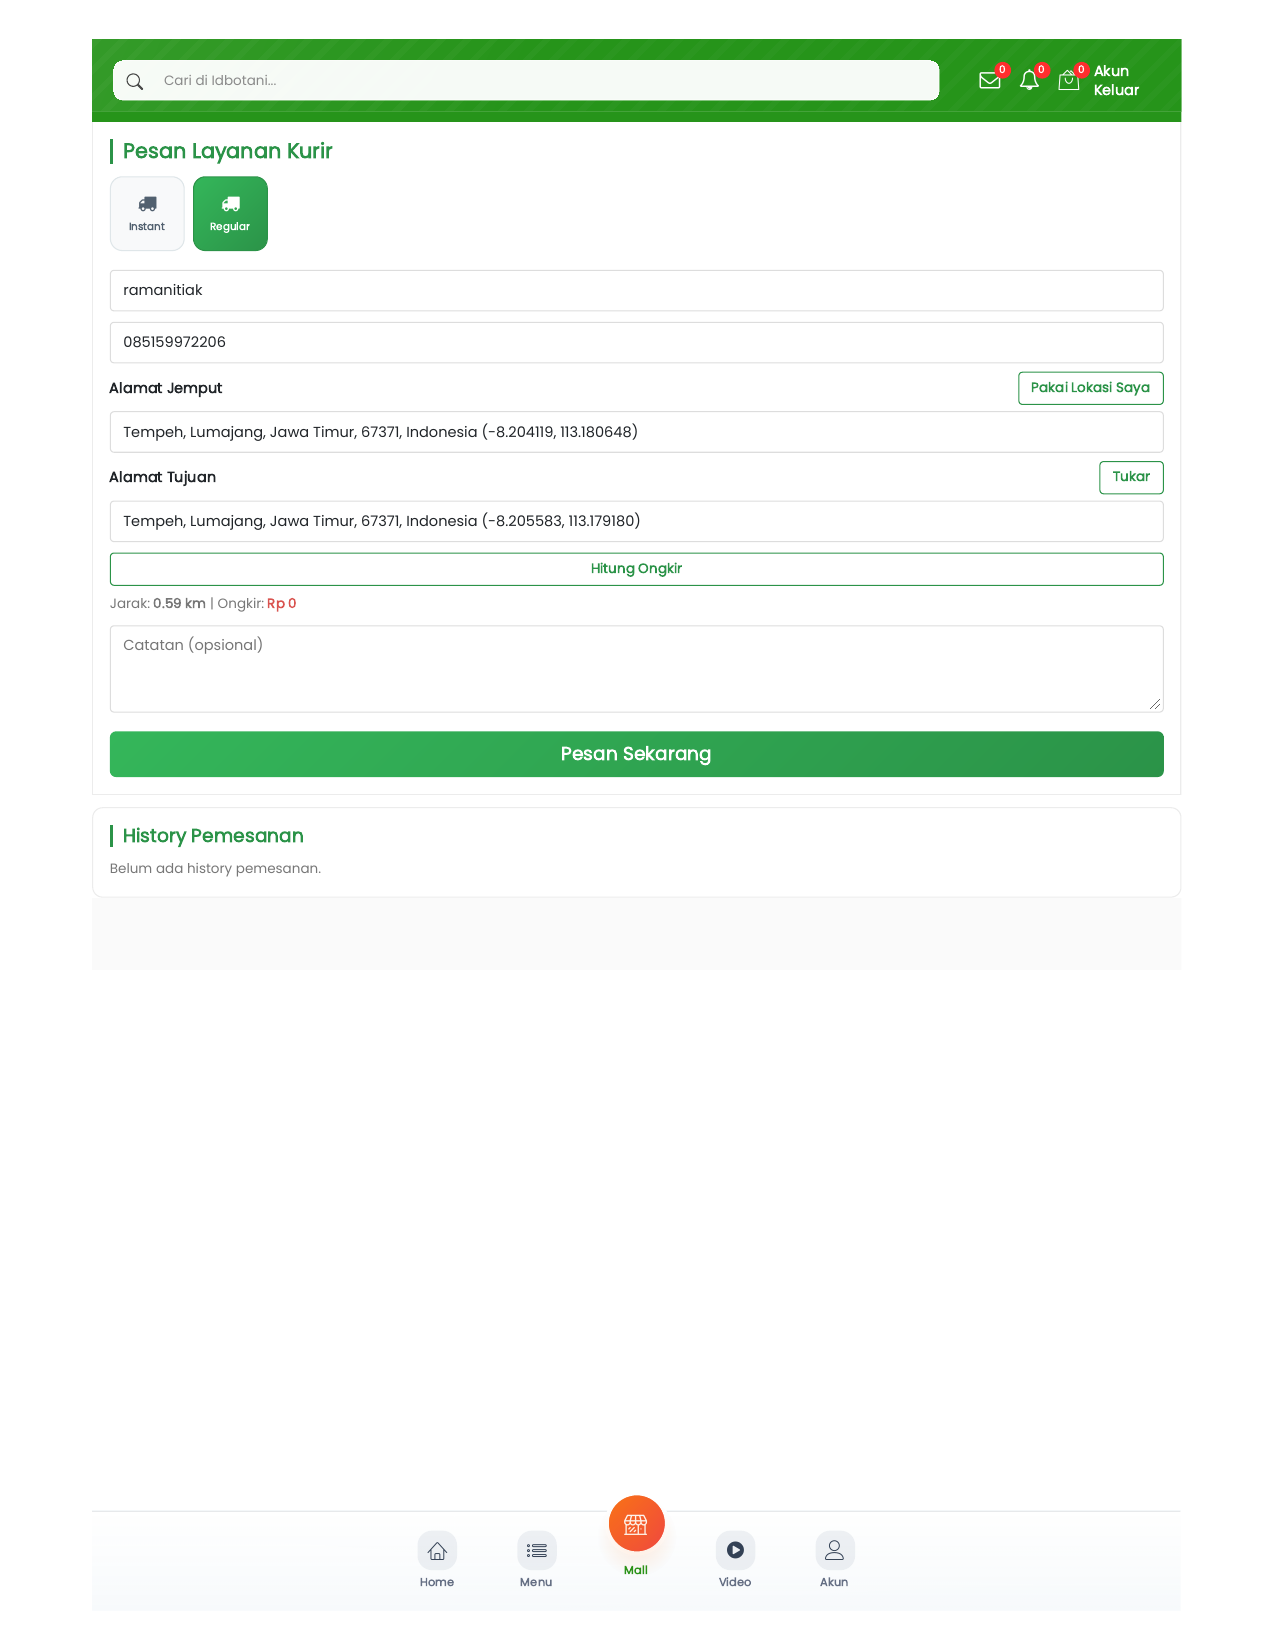 Cari di Idbotani...
0
0
0
Akun
Keluar
Pesan Layanan Kurir
Instant
Regular
ramanitiak
085159972206
Alamat Jemput
Pakai Lokasi Saya
Tempeh, Lumajang, Jawa Timur, 67371, Indonesia (-8.204119, 113.180648)
Alamat Tujuan
Tukar
Tempeh, Lumajang, Jawa Timur, 67371, Indonesia (-8.205583, 113.179180)
Hitung Ongkir
Jarak: 0.59 km | Ongkir: Rp 0
Catatan (opsional)
Pesan Sekarang
History Pemesanan
Belum ada history pemesanan.
Home
Menu
Mall
Video
Akun